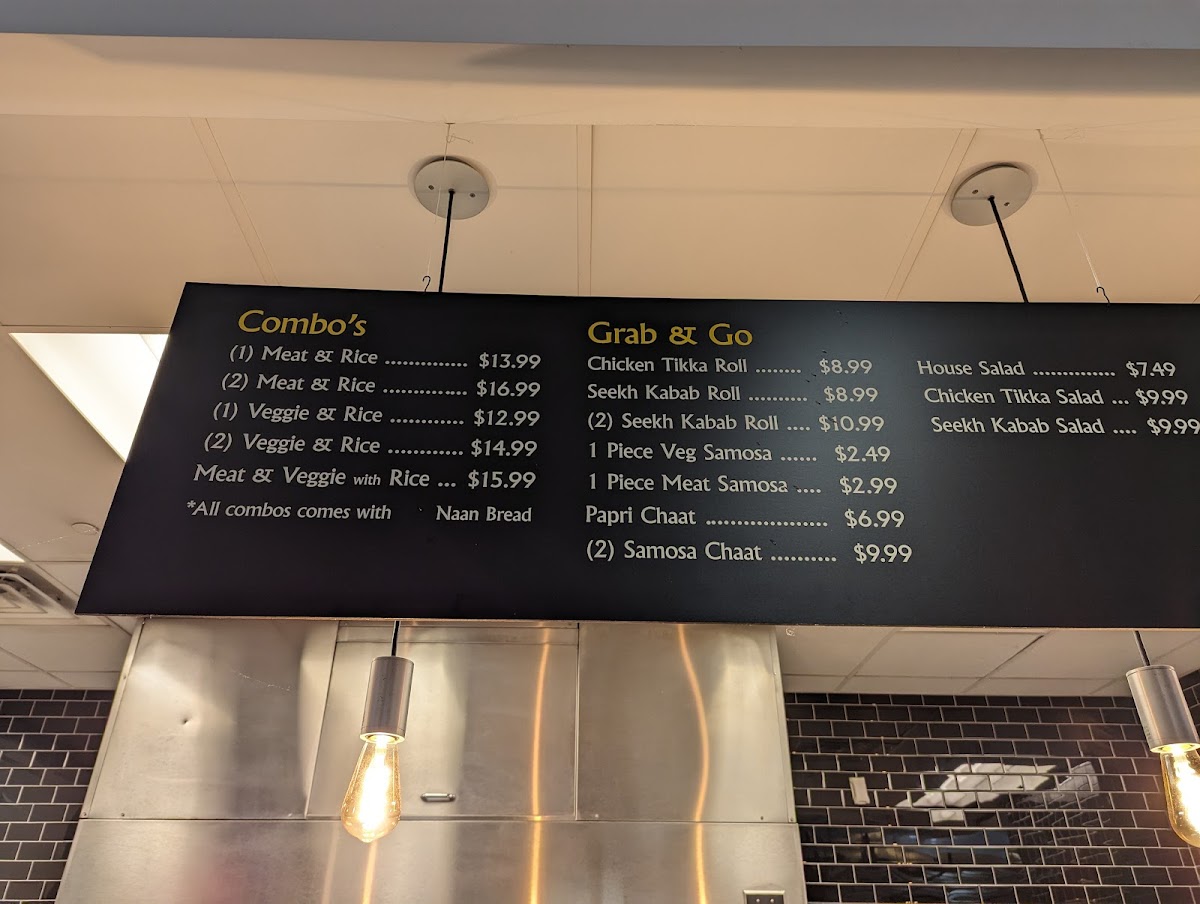 Combo's
(1) Meat & Rice .............. $13.99
(2) Meat & Rice .............. $16.99
(1) Veggie & Rice ............ $12.99
(2) Veggie & Rice ............. $14.99
Meat & Veggie with Rice ... $15.99
*All combos comes with Naan Bread
Grab & Go
Chicken Tikka Roll ........ $8.99
Seekh Kabab Roll .......... $8.99
(2) Seekh Kabab Roll .... $10.99
1 Piece Veg Samosa ...... $2.49
1 Piece Meat Samosa .... $2.99
Papri Chaat .................... $6.99
(2) Samosa Chaat ........... $9.99
House Salad .............. $7.49
Chicken Tikka Salad ... $9.99
Seekh Kabab Salad .... $9.99